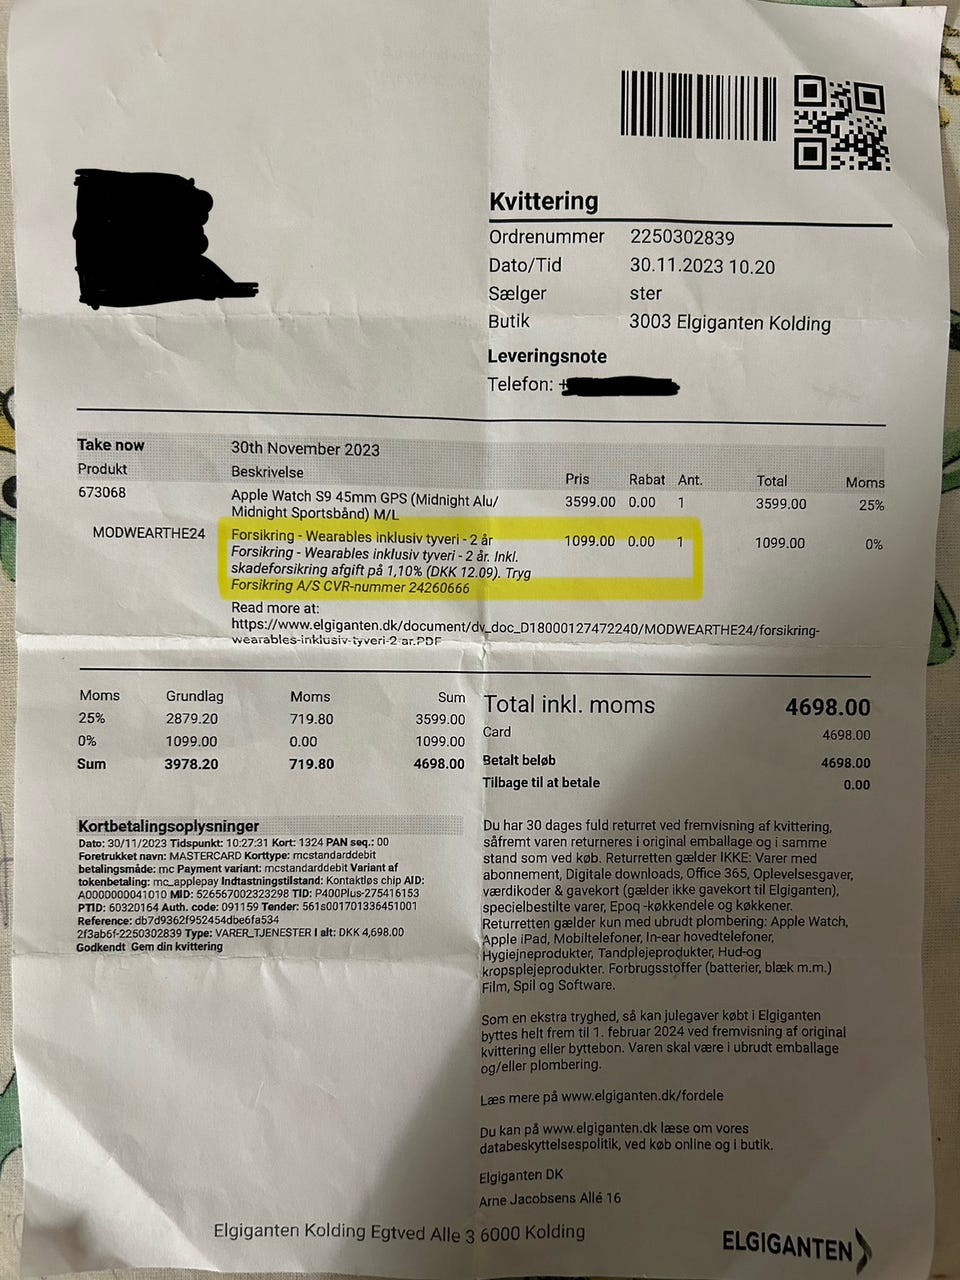 Kvittering
Ordrenummer 2250302839
Dato/Tid 30.11.2023 10.20
Sælger ster
Butik 3003 Elgiganten Kolding
Leveringsnote
Telefon: +
Take now 30th November 2023
Produkt Beskrivelse Pris Rabat Ant. Total Moms
673068 Apple Watch S9 45mm GPS (Midnight Alu/ 3599.00 0.00 1 3599.00 25%
Midnight Sportsbånd) M/L
MODWEARTHE24 Forsikring - Wearables inklusiv tyveri - 2 år 1099.00 0.00 1 1099.00 0%
Forsikring - Wearables inklusiv tyveri - 2 år. Inkl.
skadeforsikring afgift på 1,10% (DKK 12.09). Tryg
Forsikring A/S CVR-nummer 24260666
Read more at:
https://www.elgiganten.dk/document/dv_doc_D18000127472240/MODWEARTHE24/forsikring-
wearables-inklusiv-tyveri-2-ar.PDF
Moms Grundlag Moms Sum
25% 2879.20 719.80 3599.00
0% 1099.00 0.00 1099.00
Sum 3978.20 719.80 4698.00
Total inkl. moms 4698.00
Card 4698.00
Betalt beløb 4698.00
Tilbage til at betale 0.00
Kortbetalingsoplysninger
Dato: 30/11/2023 Tidspunkt: 10:27:31 Kort: 1324 PAN seq.: 00
Foretrukket navn: MASTERCARD Korttype: mcstandarddebit
betalingsmåde: mc Payment variant: mcstandarddebit Variant af
tokenbetaling: mc_applepay Indtastningstilstand: Kontaktløs chip AID:
A0000000041010 MID: 526567002323298 TID: P400Plus-275416153
PTID: 60320164 Auth. code: 091159 Tender: 561s001701336451001
Reference: db7d9362f952454dbe6fa534
2f3ab6f-2250302839 Type: VARER_TJENESTER I alt: DKK 4,698.00
Godkendt Gem din kvittering
Du har 30 dages fuld returret ved fremvisning af kvittering,
såfremt varen returneres i original emballage og i samme
stand som ved køb. Returretten gælder IKKE: Varer med
abonnement, Digitale downloads, Office 365, Oplevelsesgaver,
værdikoder & gavekort (gælder ikke gavekort til Elgiganten),
specielbestilte varer, Epoq -køkkendele og køkkener.
Returretten gælder kun med ubrudt plombering: Apple Watch,
Apple iPad, Mobiltelefoner, In-ear hovedtelefoner,
Hygiejneprodukter, Tandplejeprodukter, Hud-og
kropsplejeprodukter. Forbrugsstoffer (batterier, blæk m.m.)
Film, Spil og Software.
Som en ekstra tryghed, så kan julegaver købt i Elgiganten
byttes helt frem til 1. februar 2024 ved fremvisning af original
kvittering eller byttebon. Varen skal være i ubrudt emballage
og/eller plombering.
Læs mere på www.elgiganten.dk/fordele
Du kan på www.elgiganten.dk læse om vores
databeskyttelsespolitik, ved køb online og i butik.
Elgiganten DK
Arne Jacobsens Allé 16
Elgiganten Kolding Egtved Alle 3 6000 Kolding
ELGIGANTEN